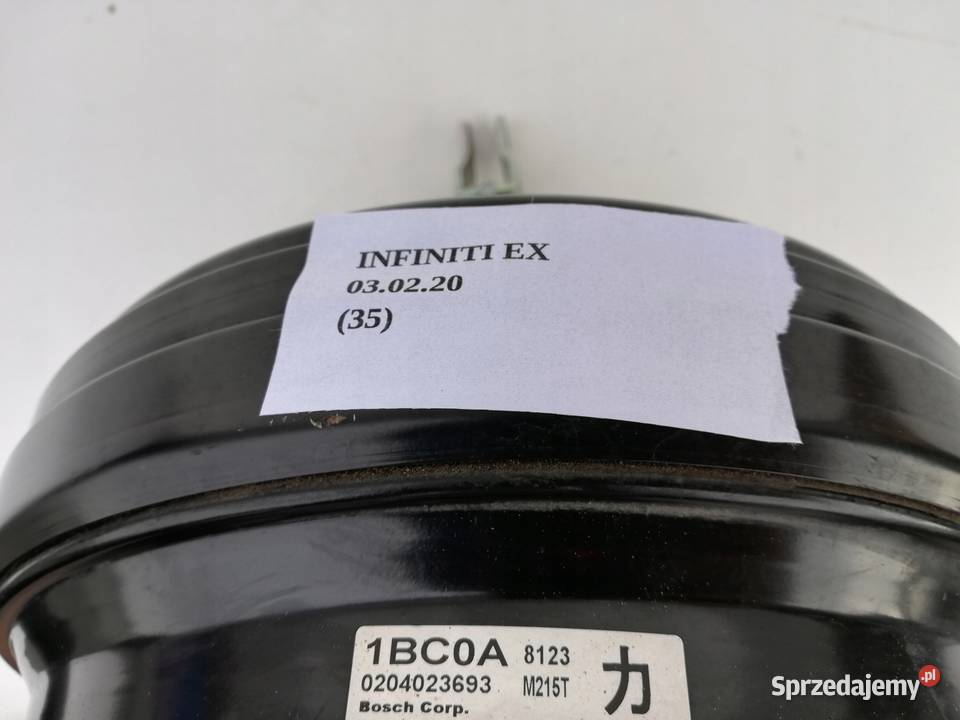 INFINITI EX
03.02.20
(35)
1BC0A 8123
0204023693 M215T
Bosch Corp.
力
Sprzedajemy.pl